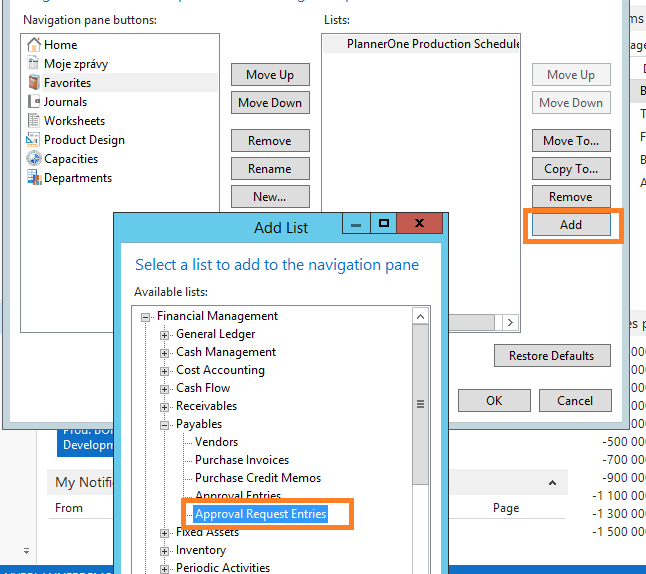 Navigation pane buttons:
Lists:
Home
Moje zprávy
Favorites
Journals
Worksheets
Product Design
Capacities
Departments
Move Up
Move Down
Remove
Rename
New...
PlannerOne Production Schedule
Move Up
Move Down
Move To...
Copy To...
Remove
Add
Restore Defaults
OK
Cancel
Add List
Select a list to add to the navigation pane
Available lists:
Financial Management
General Ledger
Cash Management
Cost Accounting
Cash Flow
Receivables
Payables
Vendors
Purchase Invoices
Purchase Credit Memos
Approval Entries
Approval Request Entries
Fixed Assets
Inventory
Periodic Activities
Prod. BO
Developm
My Notifi
From
Page
-500 000
-700 000
-900 000
-1 100 000
-1 300 000
-1 500 000